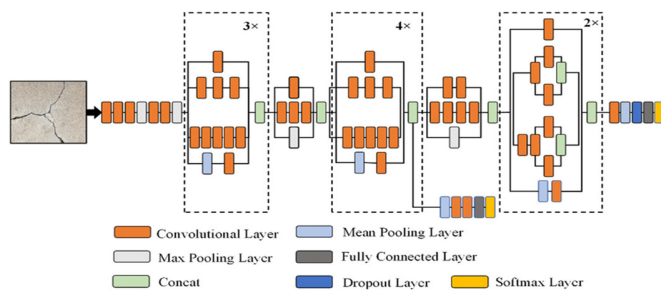 3×
4×
2×
Convolutional Layer
Mean Pooling Layer
Max Pooling Layer
Fully Connected Layer
Concat
Dropout Layer
Softmax Layer